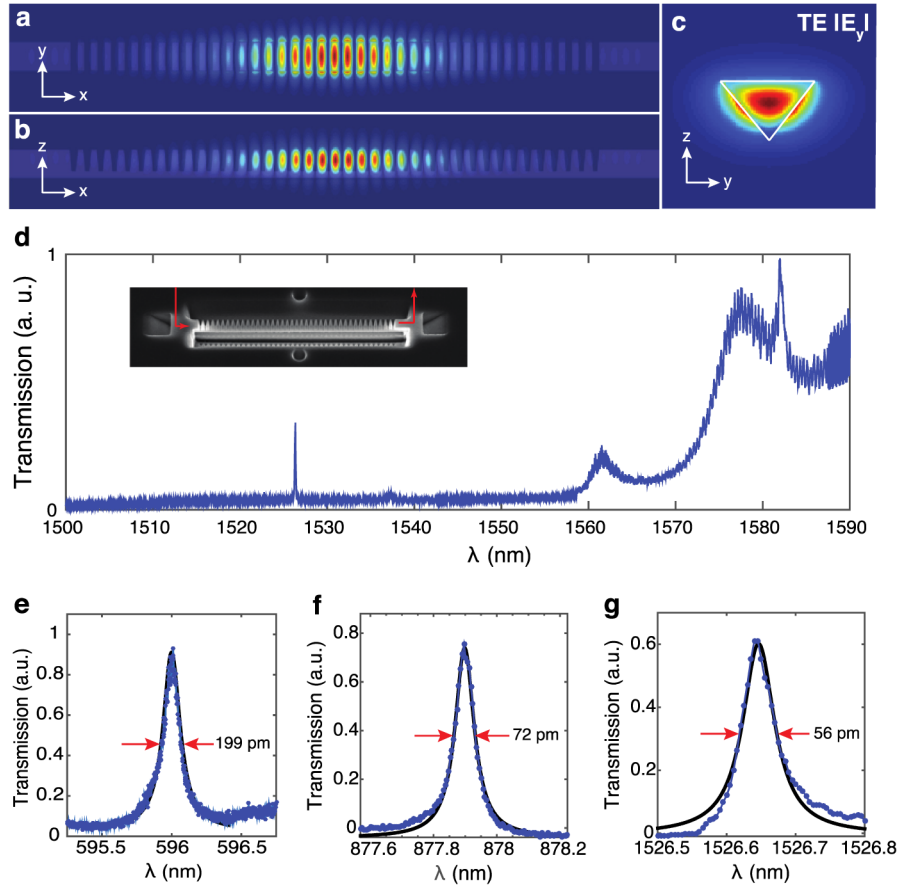 a
y
x
b
z
x
c
TE |Ey|
z
y
d
Transmission (a. u.)
1
0
1500 1510 1520 1530 1540 1550 1560 1570 1580 1590
λ (nm)
e
Transmission (a.u.)
1
0.8
0.6
0.4
0.2
0
199 pm
595.5 596 596.5
λ (nm)
f
Transmission (a.u.)
0.8
0.6
0.4
0.2
0
72 pm
877.6 877.8 878 878.2
λ (nm)
g
Transmission (a.u.)
0.6
0.4
0.2
0
56 pm
1526.5 1526.6 1526.7 1526.8
λ (nm)